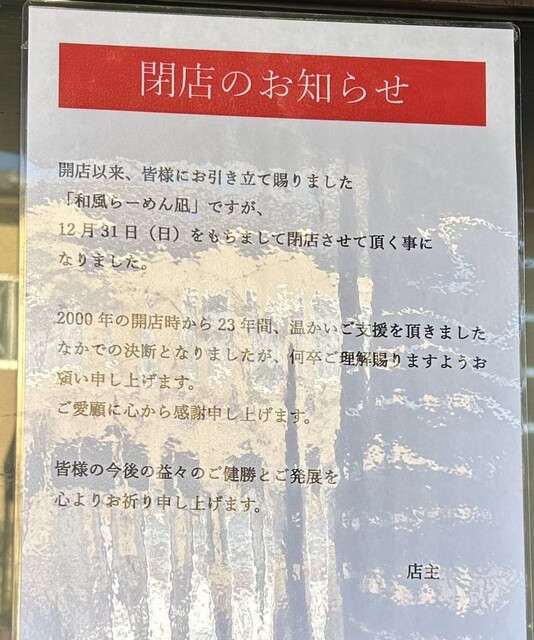 閉店のお知らせ
開店以来、皆様にお引き立て賜りました
「和風らーめん凪」ですが、
12月31日（日）をもちまして閉店させて頂く事に
なりました。
2000年の開店時から23年間、温かいご支援を頂きました
なかでの決断となりましたが、何卒ご理解賜りますようお
願い申し上げます。
ご愛顧に心から感謝申し上げます。
皆様の今後の益々のご健勝とご発展を
心よりお祈り申し上げます。
店主